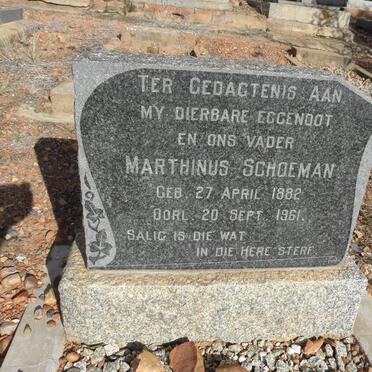 TER GEDAGTENIS AAN
MY DIERBARE EGGENOOT
EN ONS VADER
MARTHINUS SCHOEMAN
GEB. 27 APRIL 1882
OORL. 20 SEPT. 1961.
SALIG IS DIE WAT
IN DIE HERE STERF